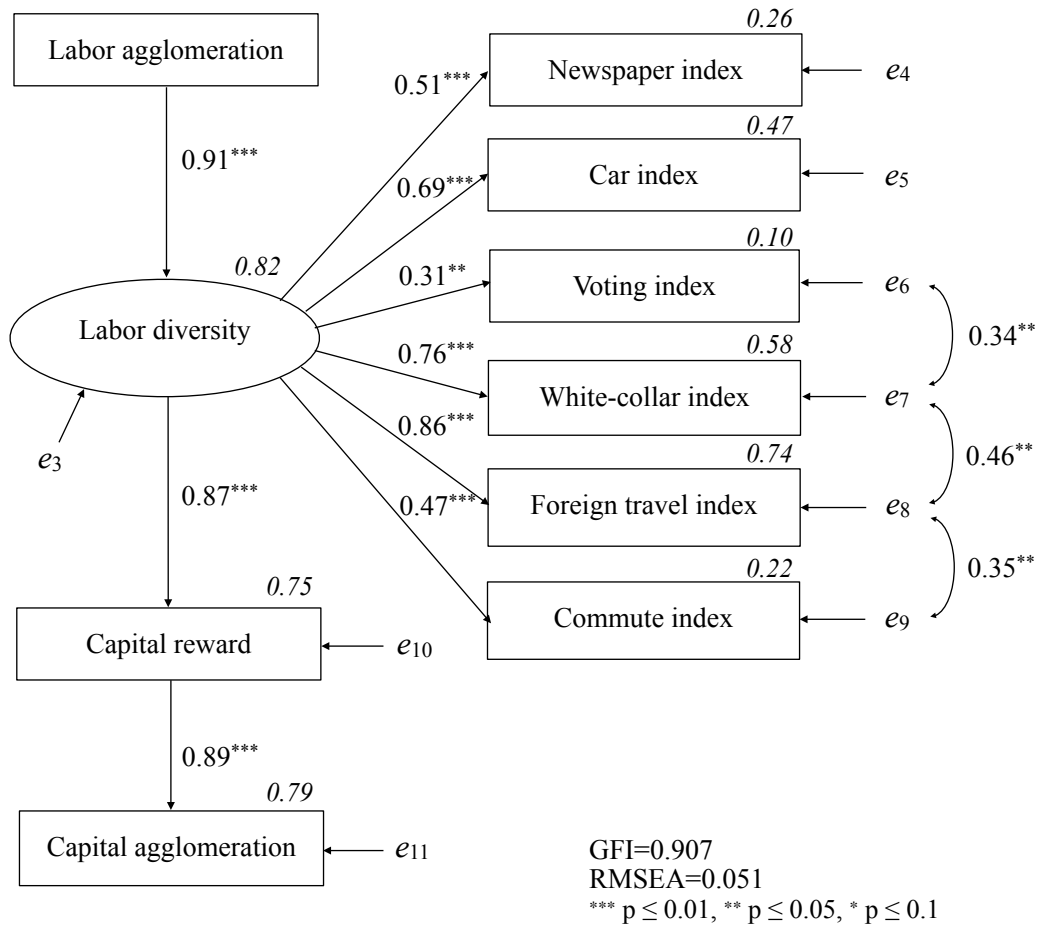 Labor agglomeration
0.91***
0.82
Labor diversity
e3
0.87***
0.75
Capital reward
e10
0.89***
0.79
Capital agglomeration
e11
0.51***
0.26
Newspaper index
e4
0.69***
0.47
Car index
e5
0.31**
0.10
Voting index
e6
0.34**
0.76***
0.58
White-collar index
e7
0.46**
0.86***
0.74
Foreign travel index
e8
0.35**
0.47***
0.22
Commute index
e9
GFI=0.907
RMSEA=0.051
*** p ≤ 0.01, ** p ≤ 0.05, * p ≤ 0.1